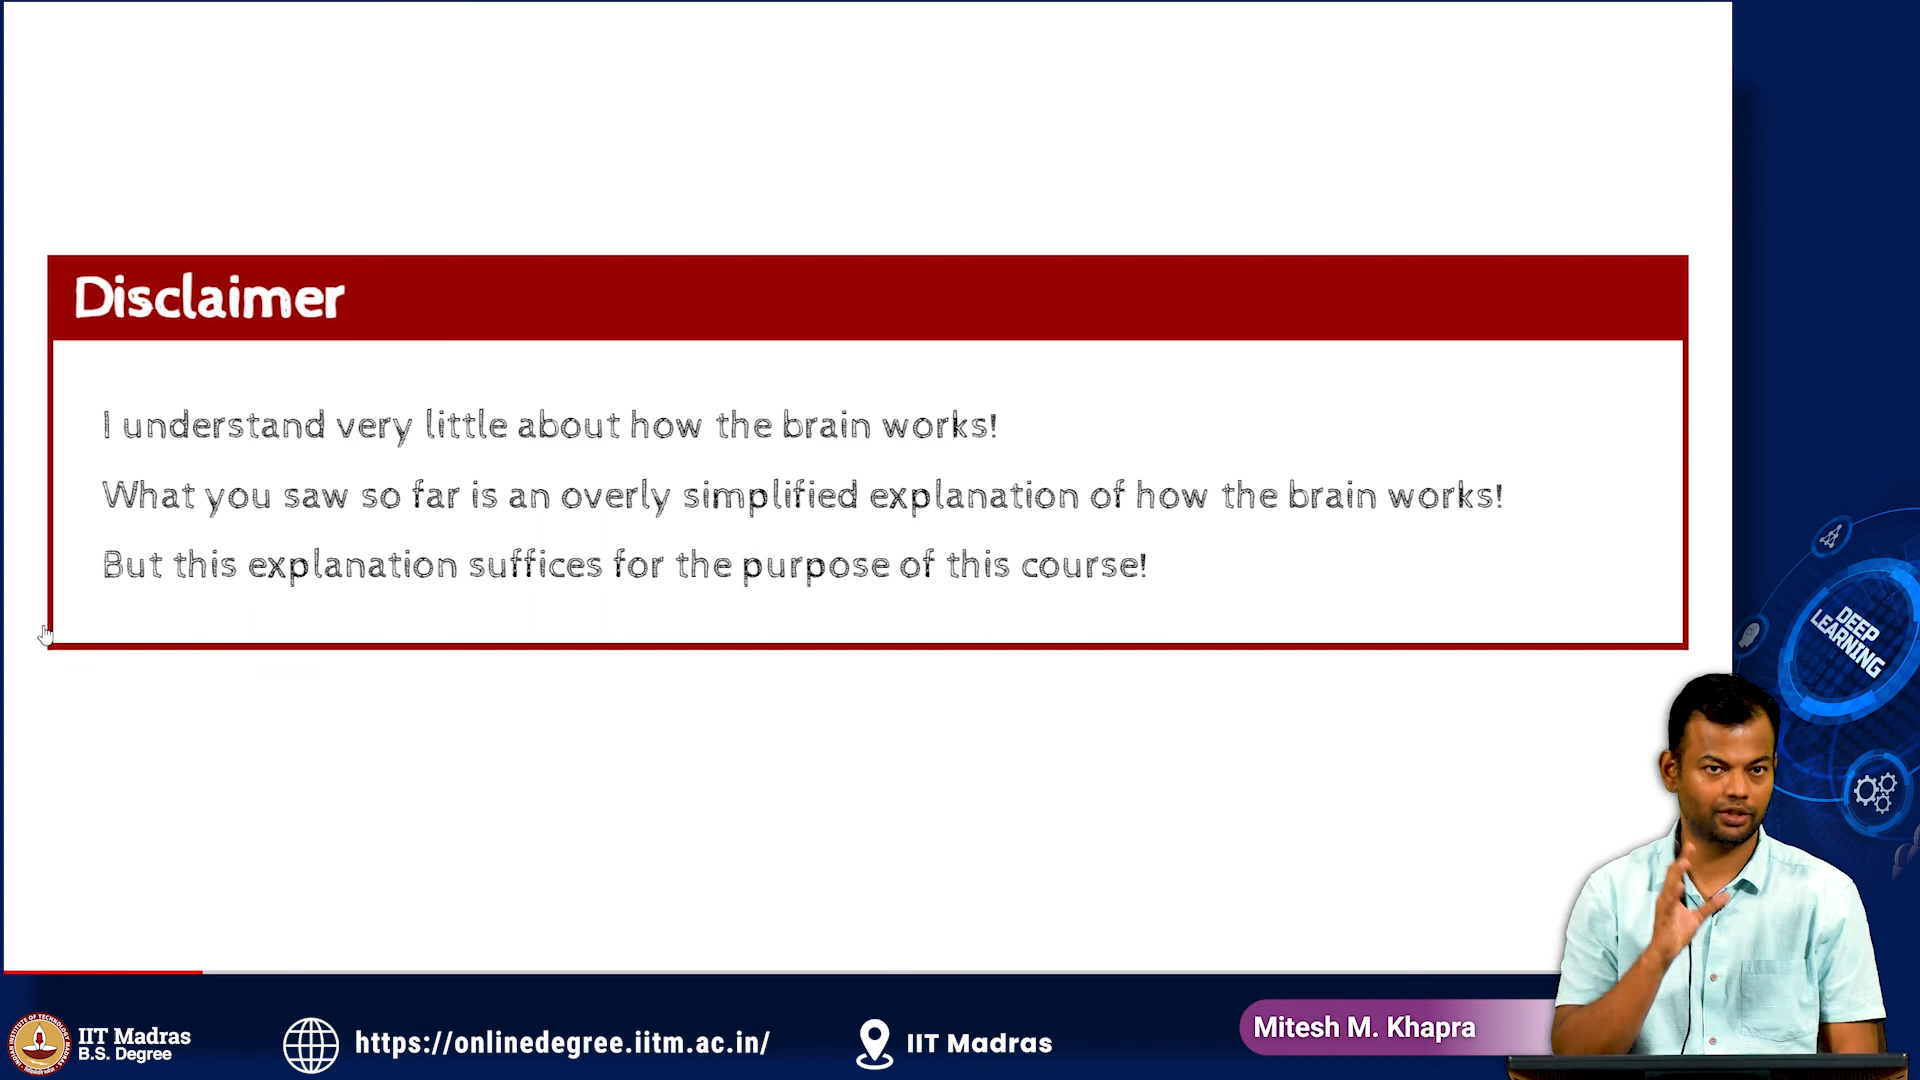 Disclaimer
I understand very little about how the brain works!
What you saw so far is an overly simplified explanation of how the brain works!
But this explanation suffices for the purpose of this course!
DEEP
LEARNING
Mitesh M. Khapra
IIT Madras
B.S. Degree
https://onlinedegree.iitm.ac.in/
IIT Madras